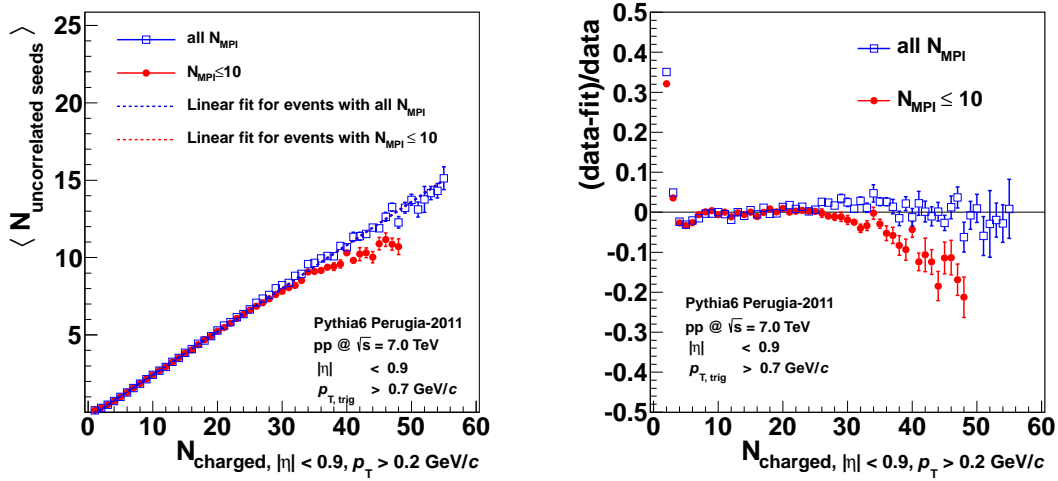 ⟨ N_uncorrelated seeds ⟩
25
20
15
10
5
all N_MPI
N_MPI≤10
Linear fit for events with all N_MPI
Linear fit for events with N_MPI ≤ 10
Pythia6 Perugia-2011
pp @ √s = 7.0 TeV
|η| < 0.9
p_T, trig > 0.7 GeV/c
0 10 20 30 40 50 60
N_charged, |η| < 0.9, p_T > 0.2 GeV/c
(data-fit)/data
0.5
0.4
0.3
0.2
0.1
0
-0.1
-0.2
-0.3
-0.4
-0.5
all N_MPI
N_MPI ≤ 10
Pythia6 Perugia-2011
pp @ √s = 7.0 TeV
|η| < 0.9
p_T, trig > 0.7 GeV/c
0 10 20 30 40 50 60
N_charged, |η| < 0.9, p_T > 0.2 GeV/c